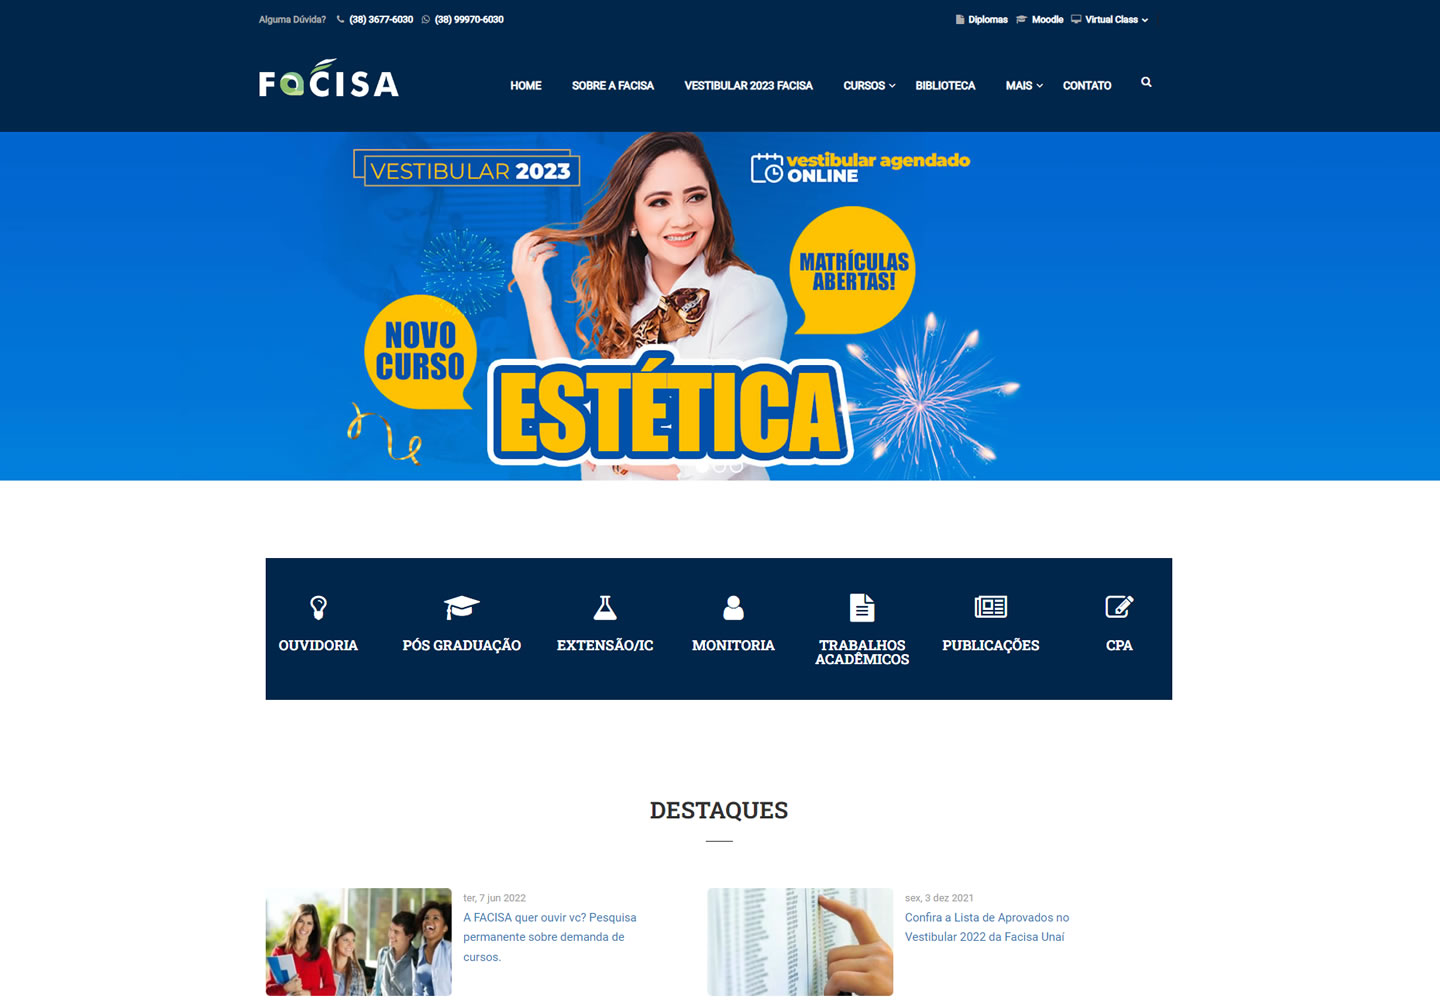 Alguma Dúvida? (38) 3677-6030 (38) 99970-6030
Diplomas Moodle Virtual Class
FACISA
HOME SOBRE A FACISA VESTIBULAR 2023 FACISA CURSOS BIBLIOTECA MAIS CONTATO
VESTIBULAR 2023
vestibular agendado
ONLINE
MATRÍCULAS
ABERTAS!
NOVO
CURSO
ESTÉTICA
OUVIDORIA
PÓS GRADUAÇÃO
EXTENSÃO/IC
MONITORIA
TRABALHOS
ACADÊMICOS
PUBLICAÇÕES
CPA
DESTAQUES
ter, 7 jun 2022
A FACISA quer ouvir vc? Pesquisa
permanente sobre demanda de
cursos.
sex, 3 dez 2021
Confira a Lista de Aprovados no
Vestibular 2022 da Facisa Unaí